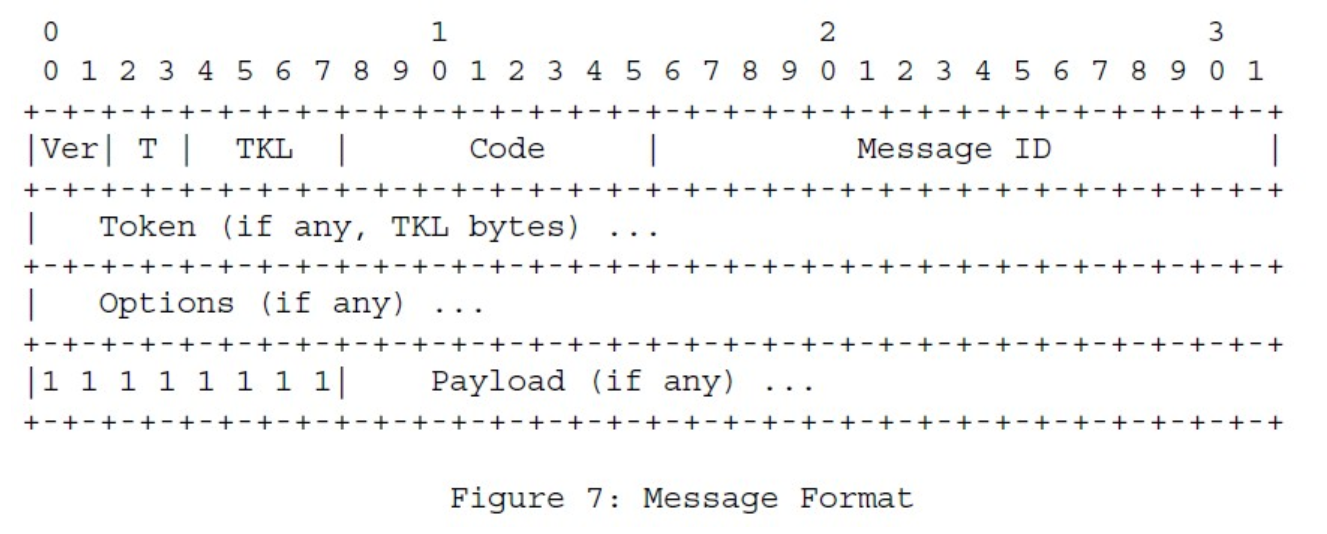 0                   1                   2                   3
 0 1 2 3 4 5 6 7 8 9 0 1 2 3 4 5 6 7 8 9 0 1 2 3 4 5 6 7 8 9 0 1
+-+-+-+-+-+-+-+-+-+-+-+-+-+-+-+-+-+-+-+-+-+-+-+-+-+-+-+-+-+-+-+-+
|Ver| T |  TKL  |      Code     |          Message ID           |
+-+-+-+-+-+-+-+-+-+-+-+-+-+-+-+-+-+-+-+-+-+-+-+-+-+-+-+-+-+-+-+-+
|   Token (if any, TKL bytes) ...
+-+-+-+-+-+-+-+-+-+-+-+-+-+-+-+-+-+-+-+-+-+-+-+-+-+-+-+-+-+-+-+-+
|   Options (if any) ...
+-+-+-+-+-+-+-+-+-+-+-+-+-+-+-+-+-+-+-+-+-+-+-+-+-+-+-+-+-+-+-+-+
|1 1 1 1 1 1 1 1|    Payload (if any) ...
+-+-+-+-+-+-+-+-+-+-+-+-+-+-+-+-+-+-+-+-+-+-+-+-+-+-+-+-+-+-+-+-+
Figure 7: Message Format